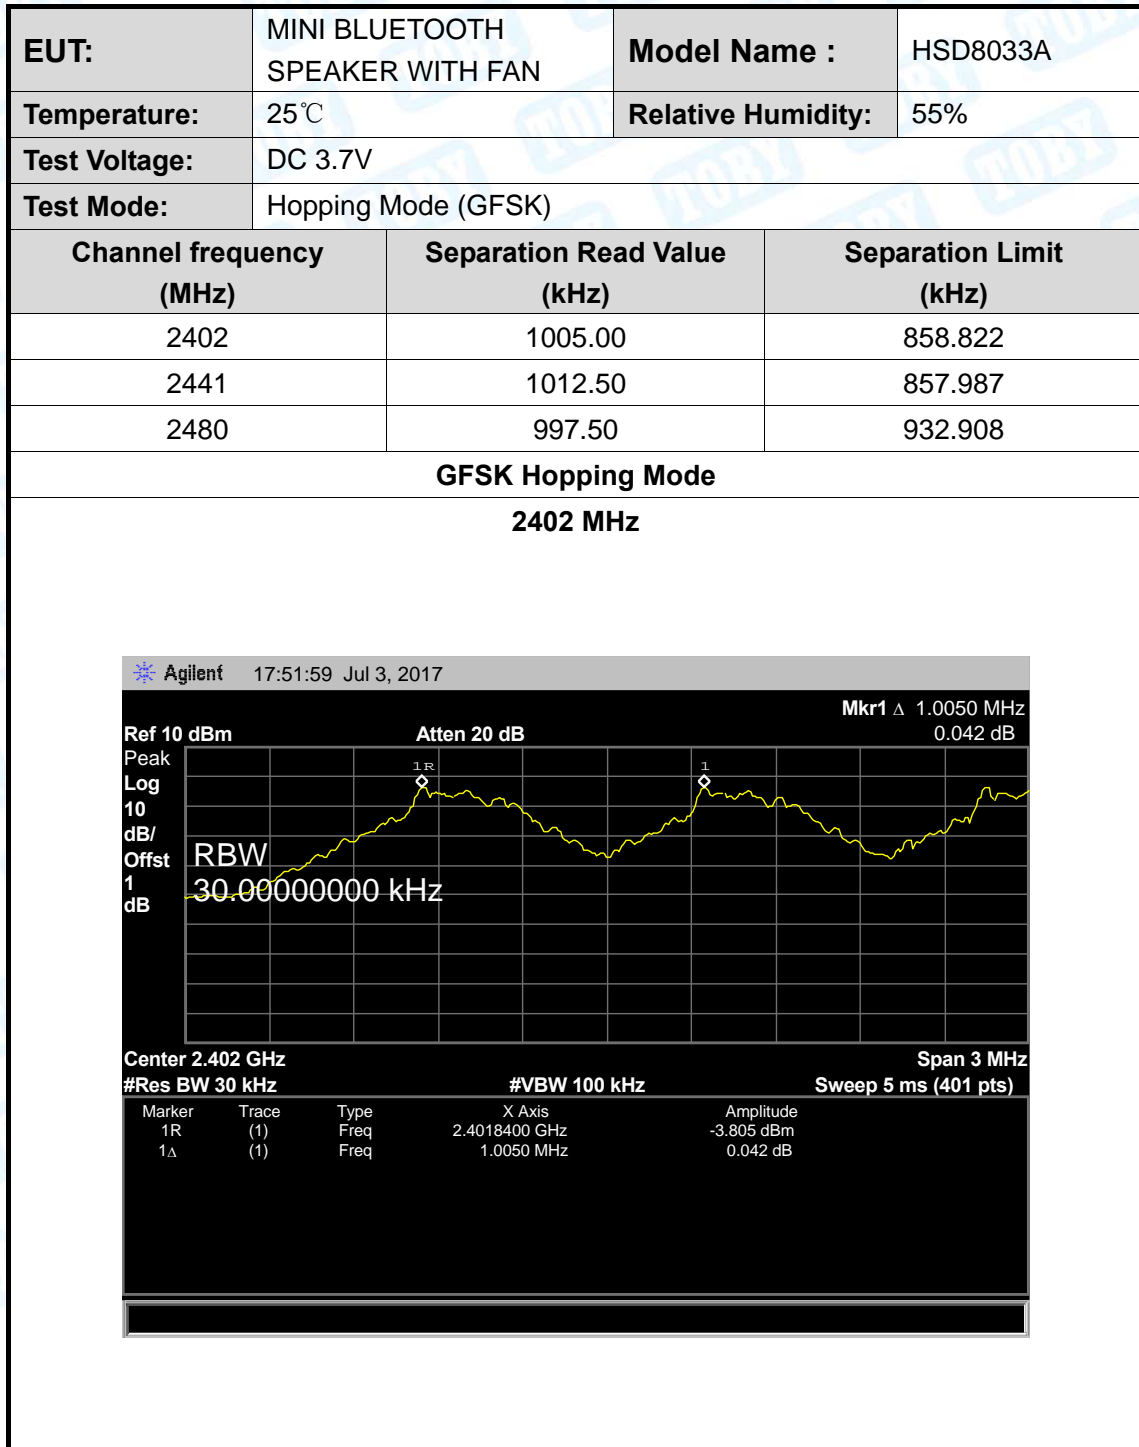 EUT: MINI BLUETOOTH SPEAKER WITH FAN Model Name : HSD8033A
Temperature: 25℃ Relative Humidity: 55%
Test Voltage: DC 3.7V
Test Mode: Hopping Mode (GFSK)
Channel frequency (MHz) Separation Read Value (kHz) Separation Limit (kHz)
2402 1005.00 858.822
2441 1012.50 857.987
2480 997.50 932.908
GFSK Hopping Mode
2402 MHz
Agilent 17:51:59 Jul 3, 2017
Mkr1 Δ 1.0050 MHz
Ref 10 dBm Atten 20 dB 0.042 dB
Peak
Log
10
dB/
Offst
1
dB
1R
1
RBW
30.00000000 kHz
Center 2.402 GHz Span 3 MHz
#Res BW 30 kHz #VBW 100 kHz Sweep 5 ms (401 pts)
Marker Trace Type X Axis Amplitude
1R (1) Freq 2.4018400 GHz -3.805 dBm
1Δ (1) Freq 1.0050 MHz 0.042 dB